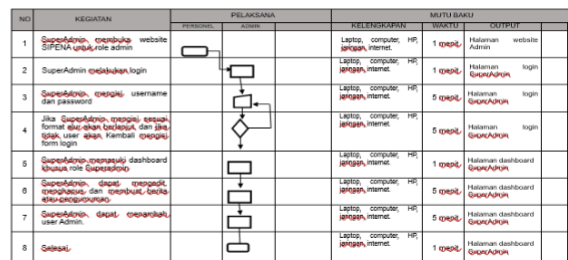 NO KEGIATAN PELAKSANA MUTU BAKU
PERSONEL ADMIN KELENGKAPAN WAKTU OUTPUT
1 SuperAdmin membuka website SIPENA untuk role admin Laptop, computer, HP, jaringan internet. 1 menit Halaman website Admin
2 SuperAdmin melakukan login Laptop, computer, HP, jaringan internet. 1 menit Halaman login SuperAdmin
3 SuperAdmin mengisi username dan password Laptop, computer, HP, jaringan internet. 5 menit Halaman login SuperAdmin
4 Jika SuperAdmin mengisi sesuai format alur akan berlanjut, dan jika tidak user akan Kembali mengisi form login Laptop, computer, HP, jaringan internet. 5 menit Halaman login SuperAdmin
5 SuperAdmin memasuki dashboard khusus role Superadmin Laptop, computer, HP, jaringan internet. 1 menit Halaman dashboard SuperAdmin
6 SuperAdmin dapat mengedit, menghapus dan membuat berita atau pengumuman. Laptop, computer, HP, jaringan internet. 5 menit Halaman dashboard SuperAdmin
7 SuperAdmin dapat menambah user Admin. Laptop, computer, HP, jaringan internet. 5 menit Halaman dashboard SuperAdmin
8 Selesai. Laptop, computer, HP, jaringan internet. 1 menit Halaman dashboard SuperAdmin